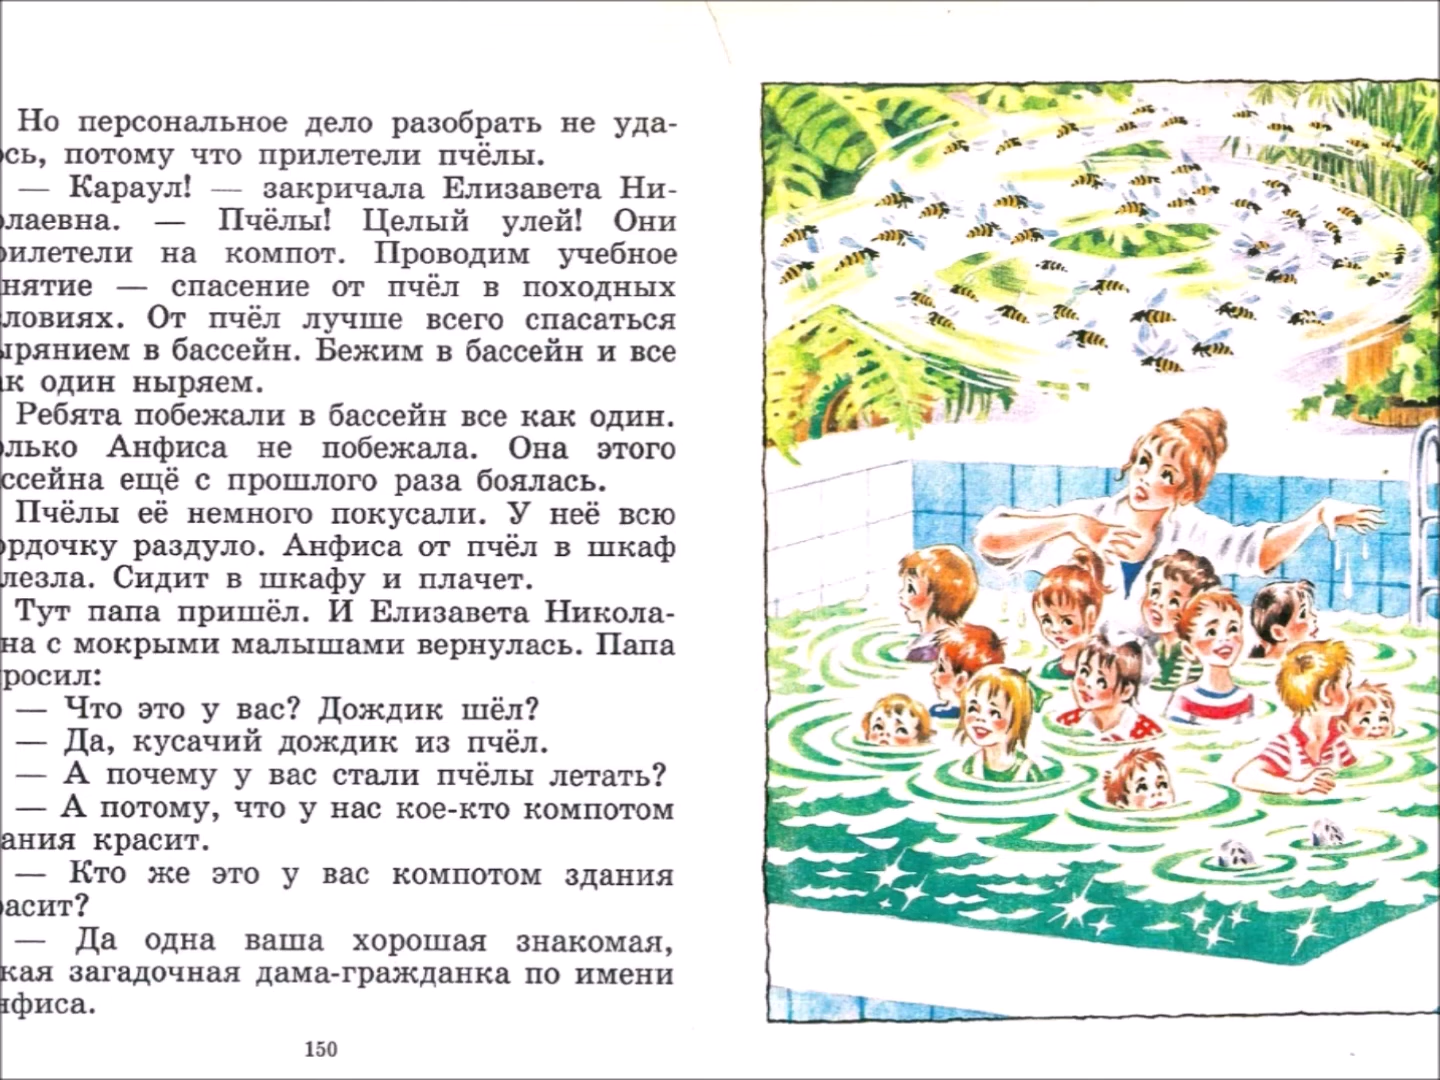 Но персональное дело разобрать не уда-
ось, потому что прилетели пчёлы.
— Караул! — закричала Елизавета Ни-
олаевна. — Пчёлы! Целый улей! Они
рилетели на компот. Проводим учебное
нятие — спасение от пчёл в походных
ловиях. От пчёл лучше всего спасаться
ырянием в бассейн. Бежим в бассейн и все
ак один ныряем.
Ребята побежали в бассейн все как один.
олько Анфиса не побежала. Она этого
ссейна ещё с прошлого раза боялась.
Пчёлы её немного покусали. У неё всю
ордочку раздуло. Анфиса от пчёл в шкаф
лезла. Сидит в шкафу и плачет.
Тут папа пришёл. И Елизавета Никола-
на с мокрыми малышами вернулась. Папа
росил:
— Что это у вас? Дождик шёл?
— Да, кусачий дождик из пчёл.
— А почему у вас стали пчёлы летать?
— А потому, что у нас кое-кто компотом
ания красит.
— Кто же это у вас компотом здания
расит?
— Да одна ваша хорошая знакомая,
кая загадочная дама-гражданка по имени
нфиса.
150